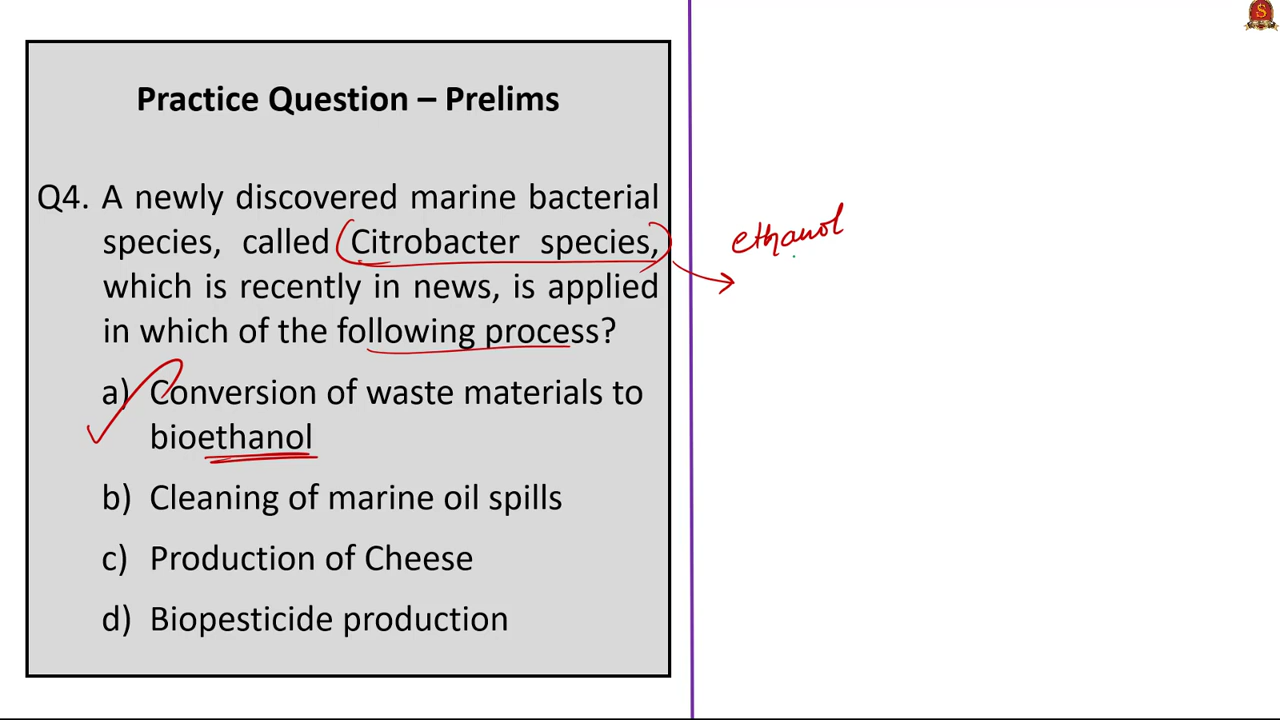 Practice Question – Prelims
Q4. A newly discovered marine bacterial
species, called Citrobacter species,
which is recently in news, is applied
in which of the following process?
a) Conversion of waste materials to
bioethanol
b) Cleaning of marine oil spills
c) Production of Cheese
d) Biopesticide production
ethanol
S